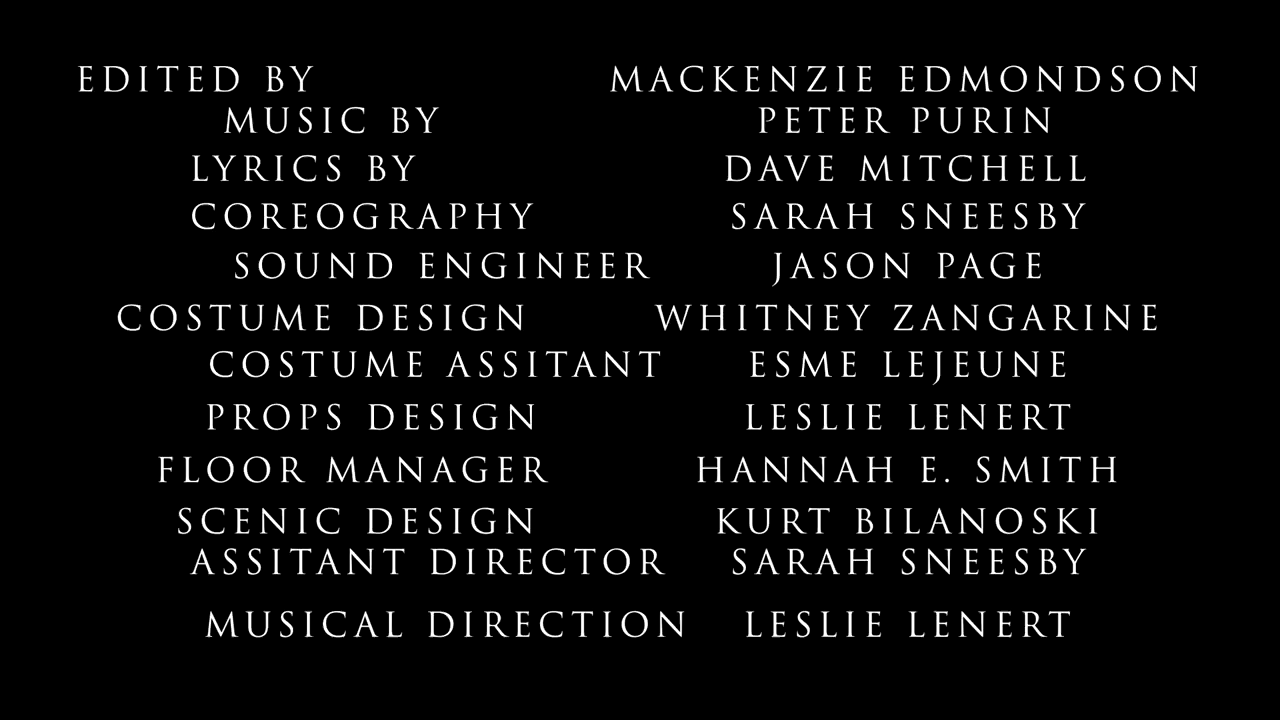 EDITED BY MACKENZIE EDMONDSON
MUSIC BY PETER PURIN
LYRICS BY DAVE MITCHELL
COREOGRAPHY SARAH SNEESBY
SOUND ENGINEER JASON PAGE
COSTUME DESIGN WHITNEY ZANGARINE
COSTUME ASSITANT ESME LEJEUNE
PROPS DESIGN LESLIE LENERT
FLOOR MANAGER HANNAH E. SMITH
SCENIC DESIGN KURT BILANOSKI
ASSITANT DIRECTOR SARAH SNEESBY
MUSICAL DIRECTION LESLIE LENERT